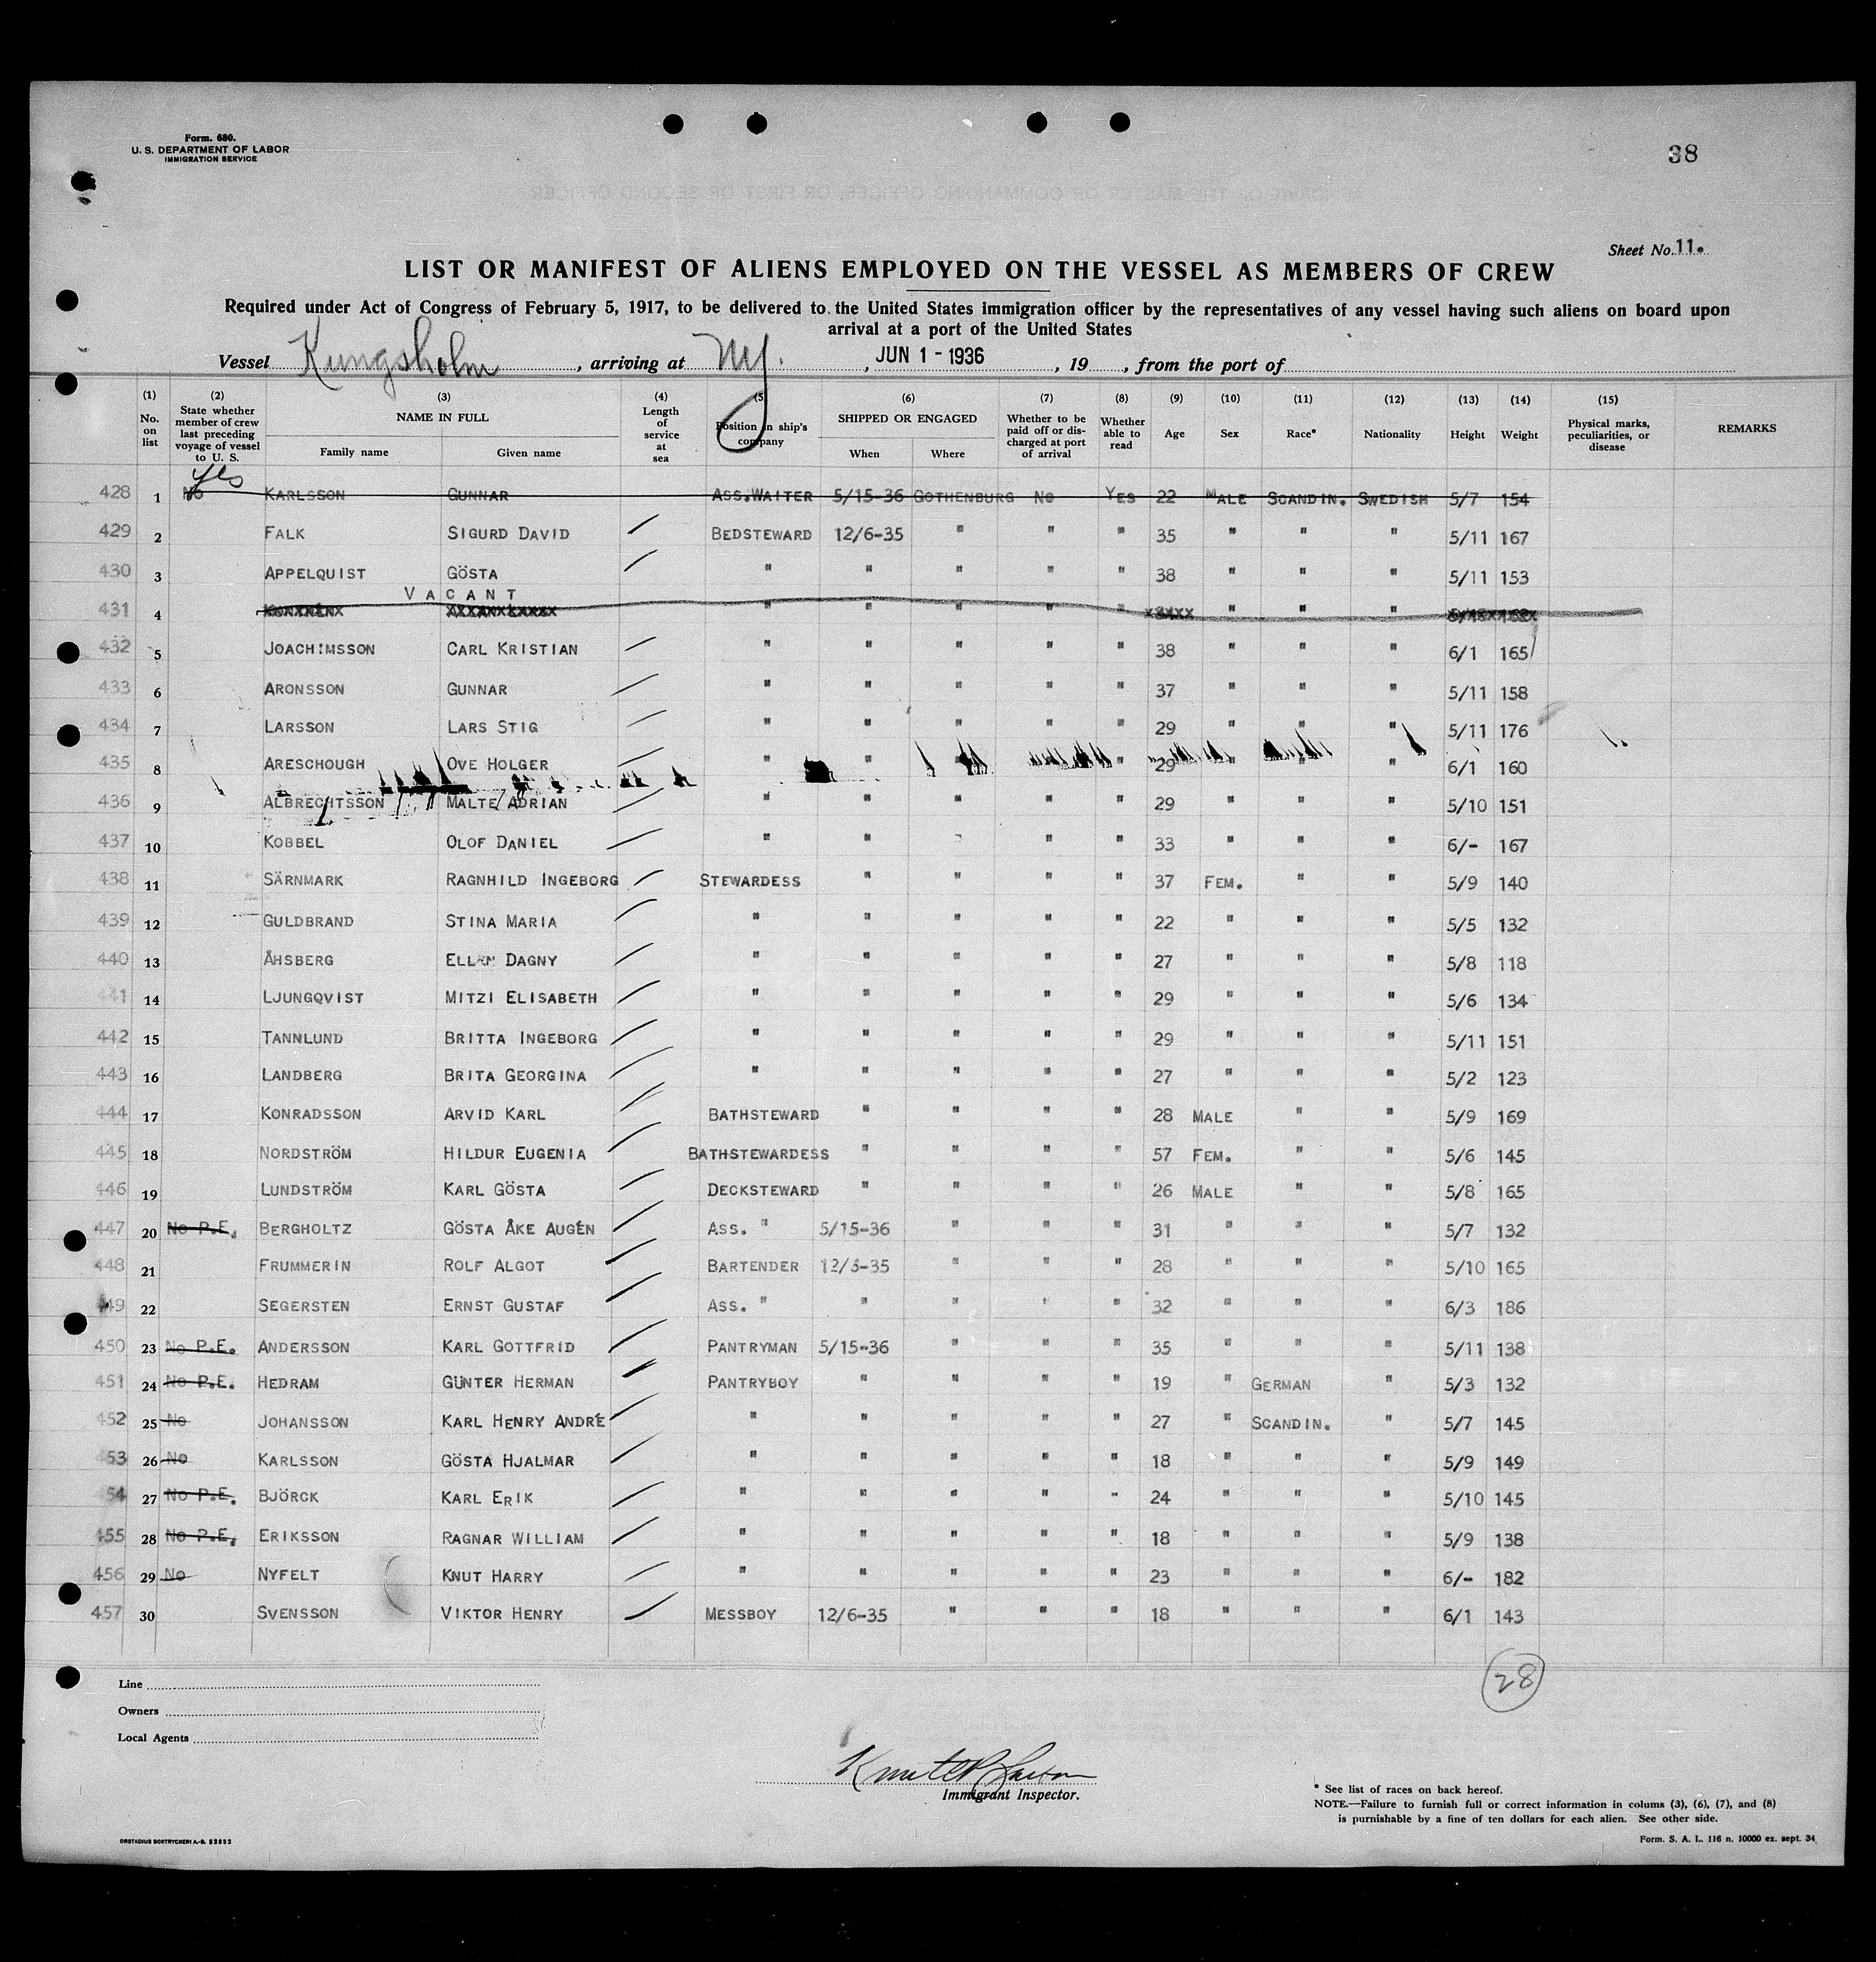 Form. 680.
U. S. DEPARTMENT OF LABOR
IMMIGRATION SERVICE
38
Sheet No. 11.
LIST OR MANIFEST OF ALIENS EMPLOYED ON THE VESSEL AS MEMBERS OF CREW
Required under Act of Congress of February 5, 1917, to be delivered to the United States immigration officer by the representatives of any vessel having such aliens on board upon
arrival at a port of the United States
Vessel Kungsholm, arriving at NY., JUN 1 - 1936, 19 , from the port of
(1) No. on list (2) State whether member of crew last preceding voyage of vessel to U. S. (3) NAME IN FULL Family name Given name (4) Length of service at sea (5) Position in ship's company (6) SHIPPED OR ENGAGED When Where (7) Whether to be paid off or discharged at port of arrival (8) Whether able to read (9) Age (10) Sex (11) Race* (12) Nationality (13) Height (14) Weight (15) Physical marks, peculiarities, or disease REMARKS
yes
428 1 No KARLSSON GUNNAR ASS.WAITER 5/15-36 GOTHENBURG No YES 22 MALE SCANDIN. SWEDISH 5/7 154
429 2 FALK SIGURD DAVID BEDSTEWARD 12/6-35 " " " 35 " " " 5/11 167
430 3 APPELQUIST GÖSTA " " " " " 38 " " " 5/11 153
VACANT
431 4 " " " " " " " "
432 5 JOACHIMSSON CARL KRISTIAN " " " " " 38 " " " 6/1 165
433 6 ARONSSON GUNNAR " " " " " 37 " " " 5/11 158
434 7 LARSSON LARS STIG " " " " " 29 " " " 5/11 176
435 8 ARESCHOUGH OVE HOLGER " " 29 " 6/1 160
436 9 ALBRECHTSSON MALTE ADRIAN " " " " " 29 " " " 5/10 151
437 10 KOBBEL OLOF DANIEL " " " " " 33 " " " 6/- 167
438 11 SÄRNMARK RAGNHILD INGEBORG STEWARDESS " " " " 37 FEM. " " 5/9 140
439 12 GULDBRAND STINA MARIA " " " " " 22 " " " 5/5 132
440 13 ÅHSBERG ELLEN DAGNY " " " " " 27 " " " 5/8 118
441 14 LJUNGQVIST MITZI ELISABETH " " " " " 29 " " " 5/6 134
442 15 TANNLUND BRITTA INGEBORG " " " " " 29 " " " 5/11 151
443 16 LANDBERG BRITA GEORGINA " " " " " 27 " " " 5/2 123
444 17 KONRADSSON ARVID KARL BATHSTEWARD " " " " 28 MALE " " 5/9 169
445 18 NORDSTRÖM HILDUR EUGENIA BATHSTEWARDESS " " " " 57 FEM. " " 5/6 145
446 19 LUNDSTRÖM KARL GÖSTA DECKSTEWARD " " " " 26 MALE " " 5/8 165
447 20 No P.E. BERGHOLTZ GÖSTA ÅKE AUGÉN ASS. " 5/15-36 " " " 31 " " " 5/7 132
448 21 FRUMMERIN ROLF ALGOT BARTENDER 12/6-35 " " " 28 " " " 5/10 165
449 22 SEGERSTEN ERNST GUSTAF ASS. " " " " " 32 " " " 6/3 186
450 23 No P.E. ANDERSSON KARL GOTTFRID PANTRYMAN 5/15-36 " " " 35 " " " 5/11 138
451 24 No P.E. HEDRAM GÜNTER HERMAN PANTRYBOY " " " " 19 " GERMAN " 5/3 132
452 25 No JOHANSSON KARL HENRY ANDRÉ " " " " " 27 " SCANDIN. " 5/7 145
453 26 No KARLSSON GÖSTA HJALMAR " " " " " 18 " " " 5/9 149
454 27 No P.E. BJÖRCK KARL ERIK " " " " " 24 " " " 5/10 145
455 28 No P.E. ERIKSSON RAGNAR WILLIAM " " " " " 18 " " " 5/9 138
456 29 No NYFELT KNUT HARRY " " " " " 23 " " " 6/- 182
457 30 SVENSSON VIKTOR HENRY MESSBOY 12/6-35 " " " 18 " " " 6/1 143
28
Line
Owners
Local Agents
Immigrant Inspector.
* See list of races on back hereof.
NOTE.—Failure to furnish full or correct information in colums (3), (6), (7), and (8)
is punishable by a fine of ten dollars for each alien. See other side.
ORSTADIUS BOKTRYCKERI A.-B. 52852
Form. S. A. L. 116 n. 10000 ex. sept. 34